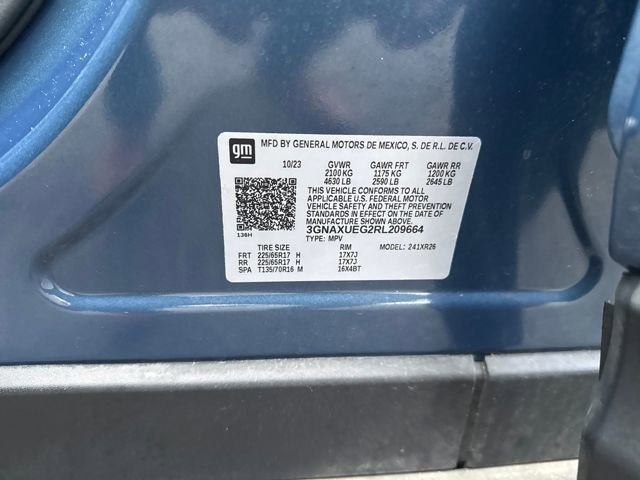 gm MFD BY GENERAL MOTORS DE MEXICO, S. DE R.L. DE C.V.
10/23 GVWR GAWR FRT GAWR RR
2100 KG 1175 KG 1200 KG
4630 LB 2590 LB 2645 LB
THIS VEHICLE CONFORMS TO ALL
APPLICABLE U.S. FEDERAL MOTOR
VEHICLE SAFETY AND THEFT PREVENTION
STANDARDS IN EFFECT ON THE DATE OF
MANUFACTURE SHOWN ABOVE.
3GNAXUEG2RL209664
136H
TYPE: MPV MODEL: 241XR26
TIRE SIZE RIM
FRT 225/65R17 H 17X7J
RR 225/65R17 H 17X7J
SPA T135/70R16 M 16X4BT